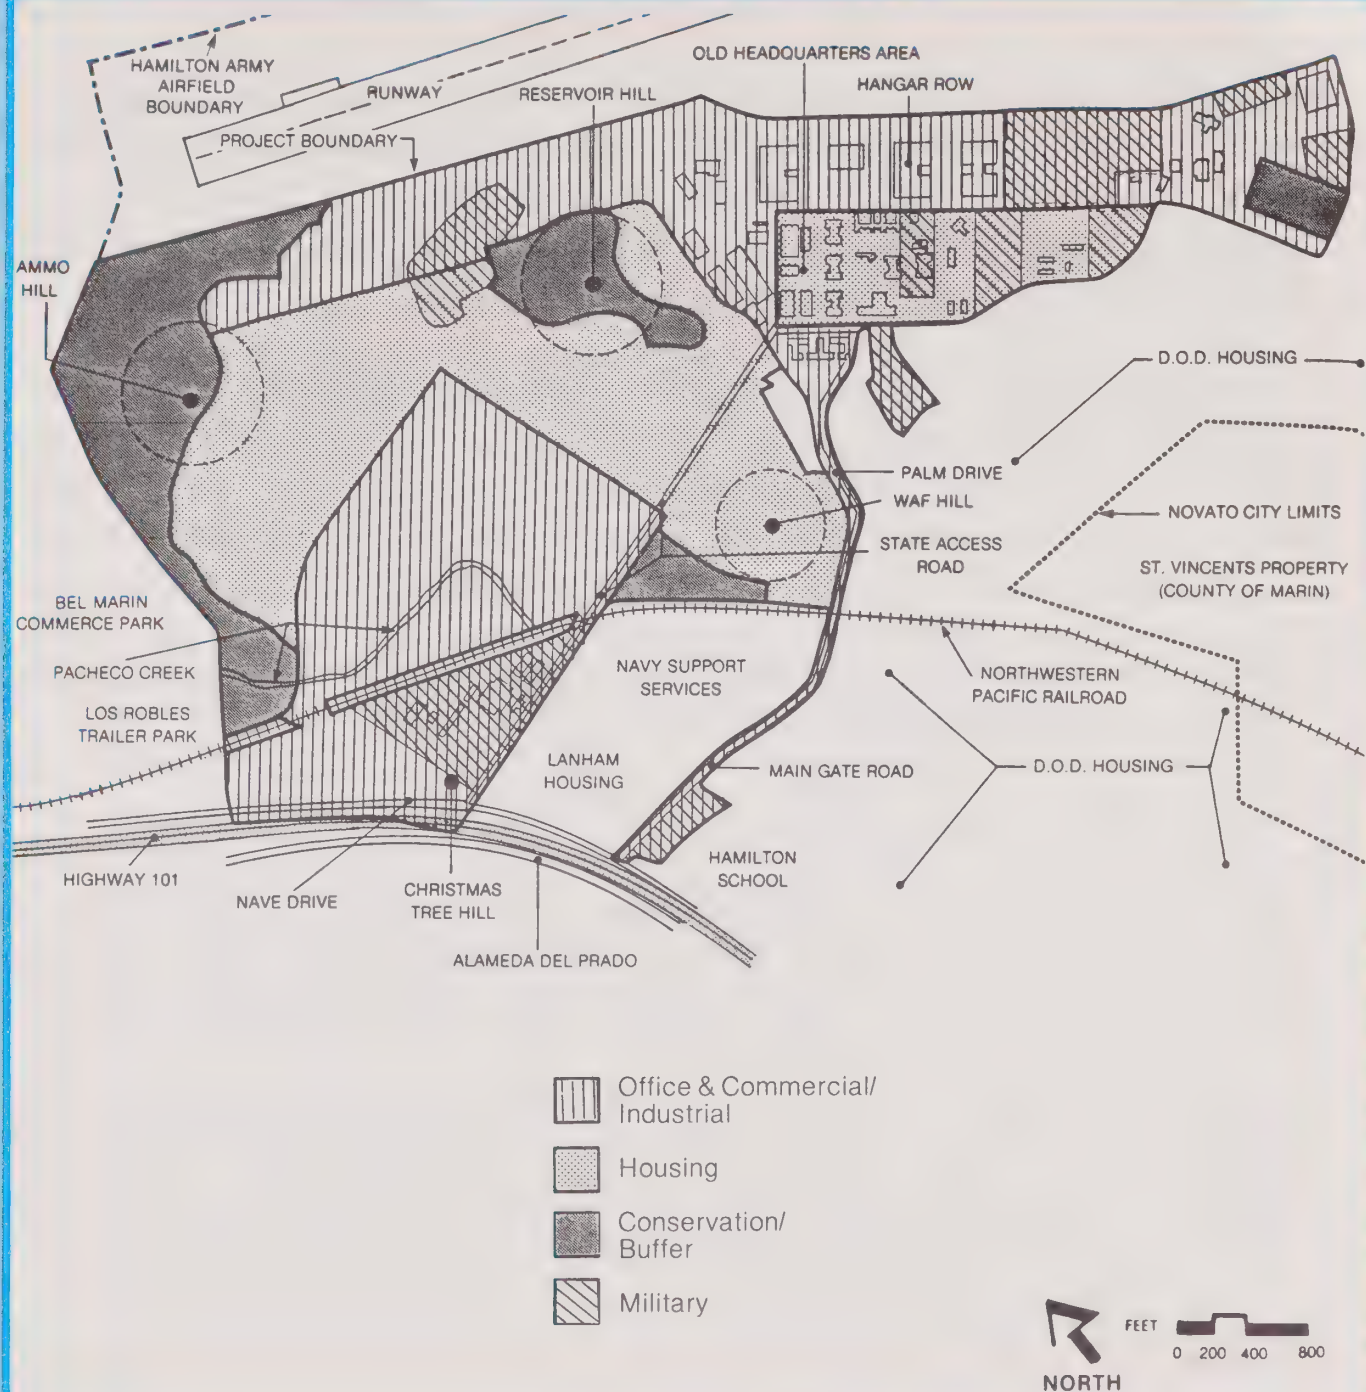 HAMILTON ARMY
AIRFIELD
BOUNDARY
RUNWAY
PROJECT BOUNDARY
RESERVOIR HILL
OLD HEADQUARTERS AREA
HANGAR ROW
AMMO
HILL
D.O.D. HOUSING
PALM DRIVE
WAF HILL
NOVATO CITY LIMITS
STATE ACCESS
ROAD
ST. VINCENTS PROPERTY
(COUNTY OF MARIN)
BEL MARIN
COMMERCE PARK
PACHECO CREEK
NAVY SUPPORT
SERVICES
NORTHWESTERN
PACIFIC RAILROAD
LOS ROBLES
TRAILER PARK
LANHAM
HOUSING
MAIN GATE ROAD
D.O.D. HOUSING
HIGHWAY 101
NAVE DRIVE
CHRISTMAS
TREE HILL
HAMILTON
SCHOOL
ALAMEDA DEL PRADO
Office & Commercial/
Industrial
Housing
Conservation/
Buffer
Military
NORTH
FEET
0 200 400 800